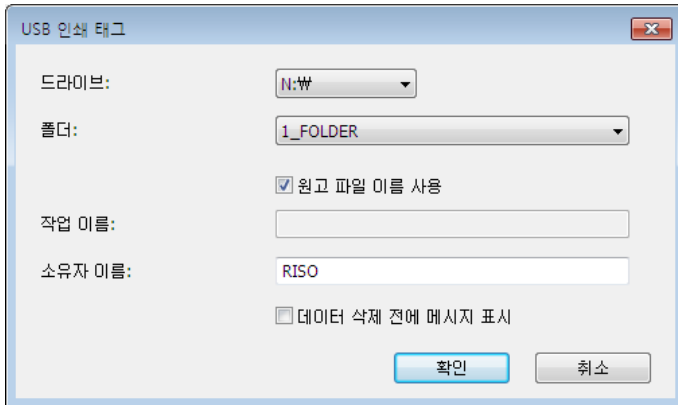 USB 인쇄 태그
드라이브: N:₩
폴더: 1_FOLDER
원고 파일 이름 사용
작업 이름:
소유자 이름: RISO
데이터 삭제 전에 메시지 표시
확인 취소